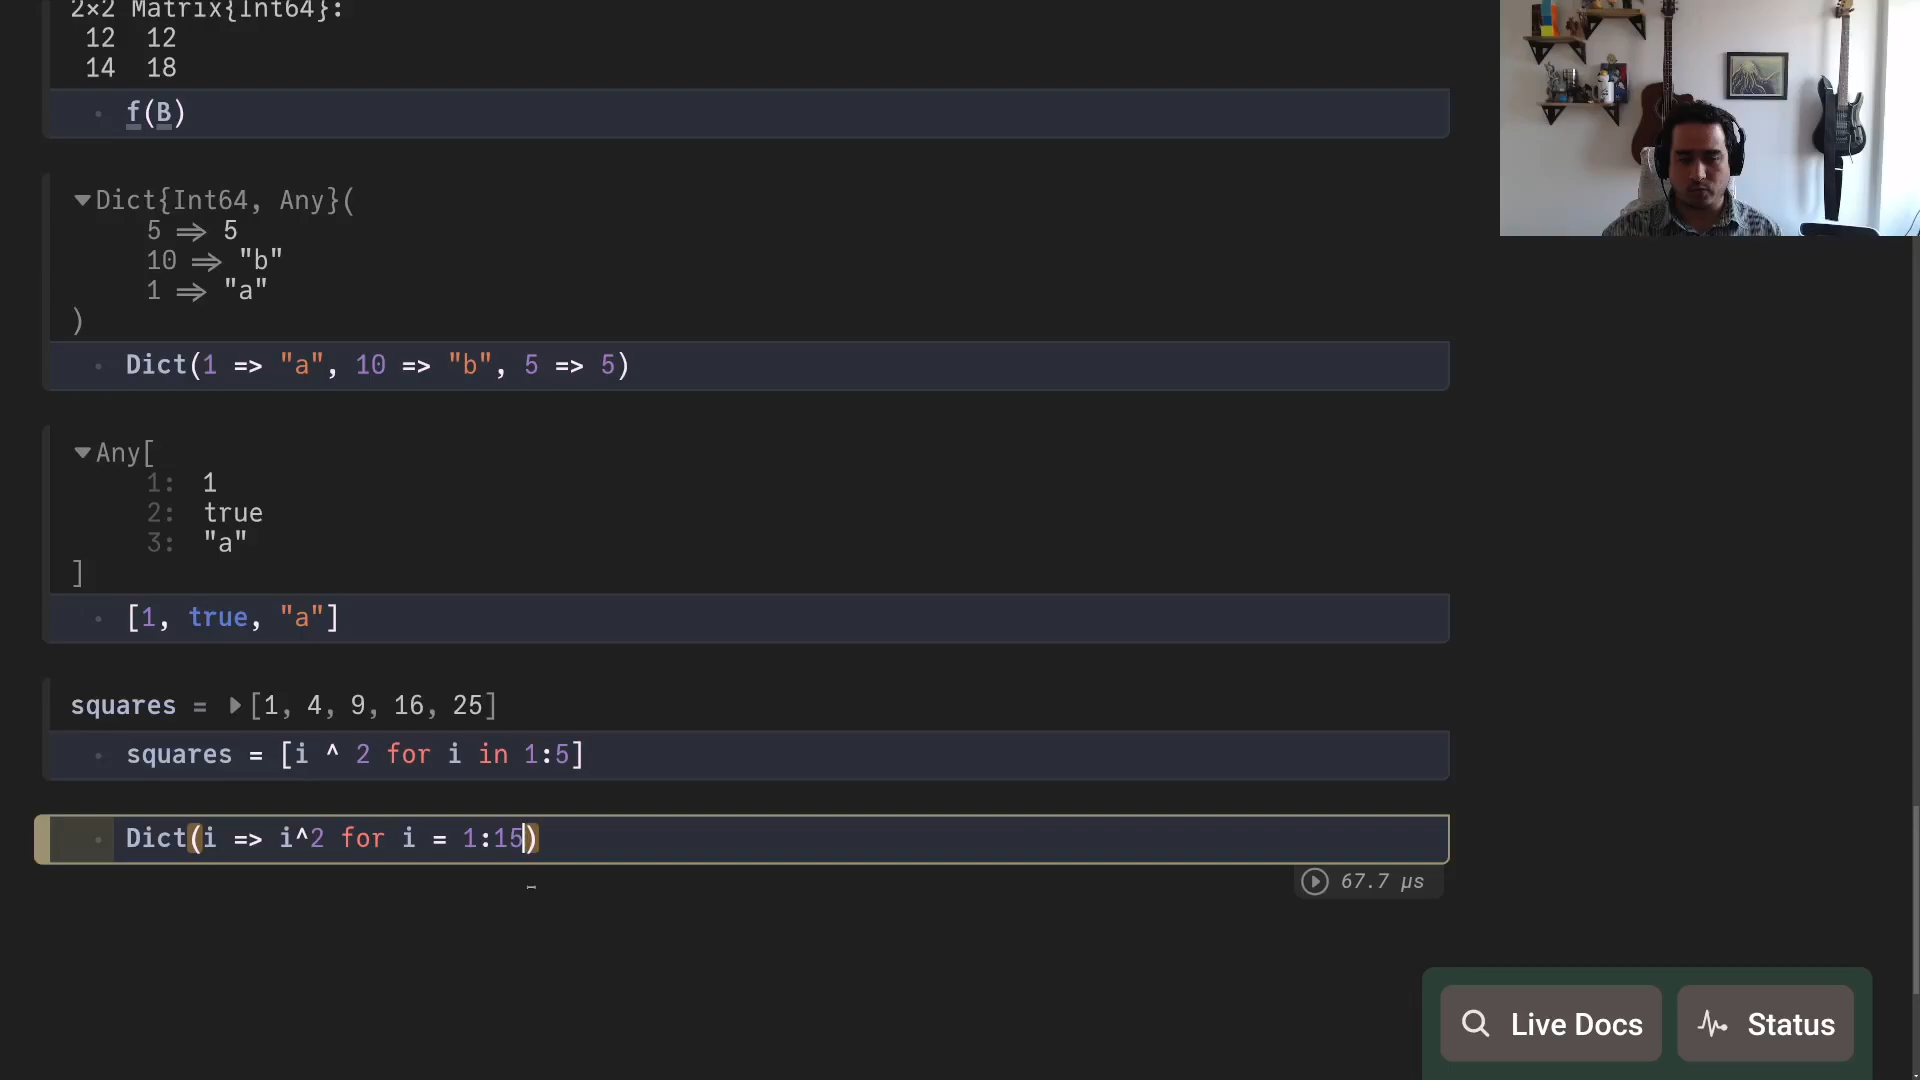 2×2 Matrix{Int64}:
12 12
14 18
f(B)
Dict{Int64, Any}(
5 ⇒ 5
10 ⇒ "b"
1 ⇒ "a"
)
Dict(1 => "a", 10 => "b", 5 => 5)
Any[
1: 1
2: true
3: "a"
]
[1, true, "a"]
squares = [1, 4, 9, 16, 25]
squares = [i ^ 2 for i in 1:5]
Dict(i => i^2 for i = 1:15)
67.7 μs
Live Docs
Status